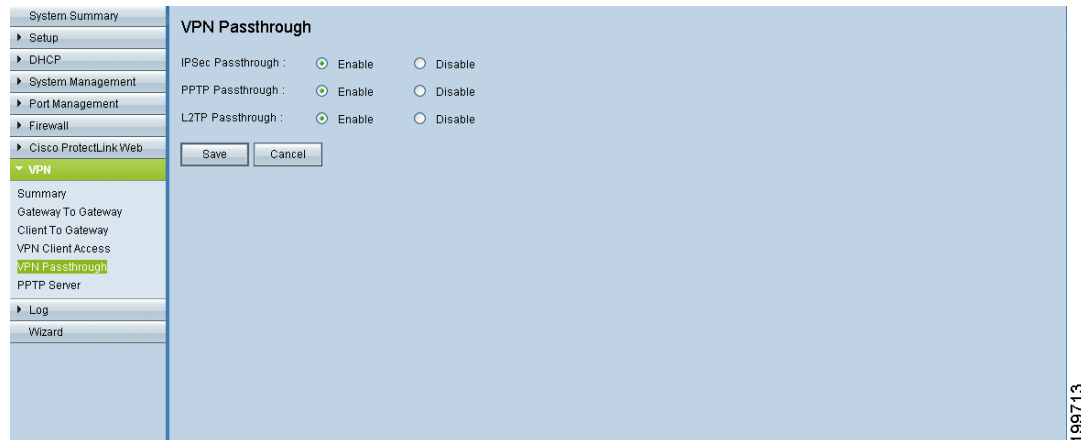 System Summary
Setup
DHCP
System Management
Port Management
Firewall
Cisco ProtectLink Web
VPN
Summary
Gateway To Gateway
Client To Gateway
VPN Client Access
VPN Passthrough
PPTP Server
Log
Wizard
VPN Passthrough
IPSec Passthrough : Enable Disable
PPTP Passthrough : Enable Disable
L2TP Passthrough : Enable Disable
Save Cancel
199713